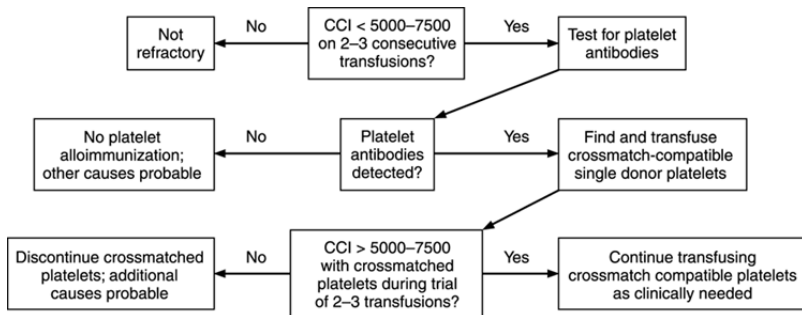 Not
refractory
No
CCI < 5000–7500
on 2–3 consecutive
transfusions?
Yes
Test for platelet
antibodies
No platelet
alloimmunization;
other causes probable
No
Platelet
antibodies
detected?
Yes
Find and transfuse
crossmatch-compatible
single donor platelets
Discontinue crossmatched
platelets; additional
causes probable
No
CCI > 5000–7500
with crossmatched
platelets during trial
of 2–3 transfusions?
Yes
Continue transfusing
crossmatch compatible platelets
as clinically needed